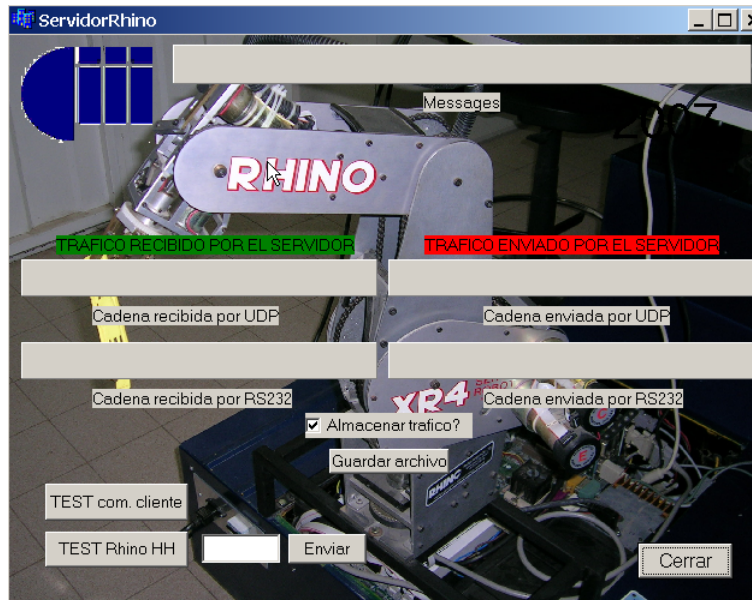 ServidorRhino
Messages
2007
RHINO
TRAFICO RECIBIDO POR EL SERVIDOR
TRAFICO ENVIADO POR EL SERVIDOR
Cadena recibida por UDP
Cadena enviada por UDP
XR4
Cadena recibida por RS232
Cadena enviada por RS232
Almacenar trafico?
Guardar archivo
RHINO
TEST com. cliente
TEST Rhino HH
Enviar
Cerrar